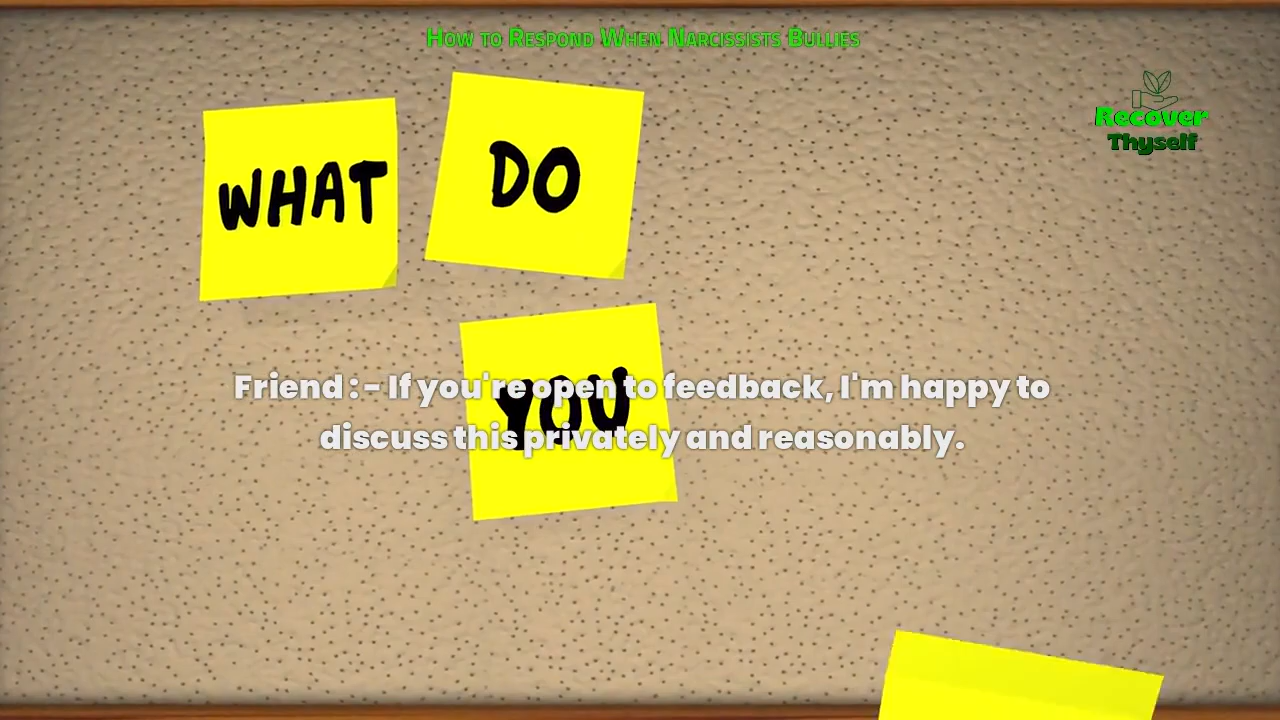 How to Respond When Narcissists Bullies
Recover
Thyself
WHAT
DO
YOU
Friend :- If you're open to feedback, I'm happy to
discuss this privately and reasonably.